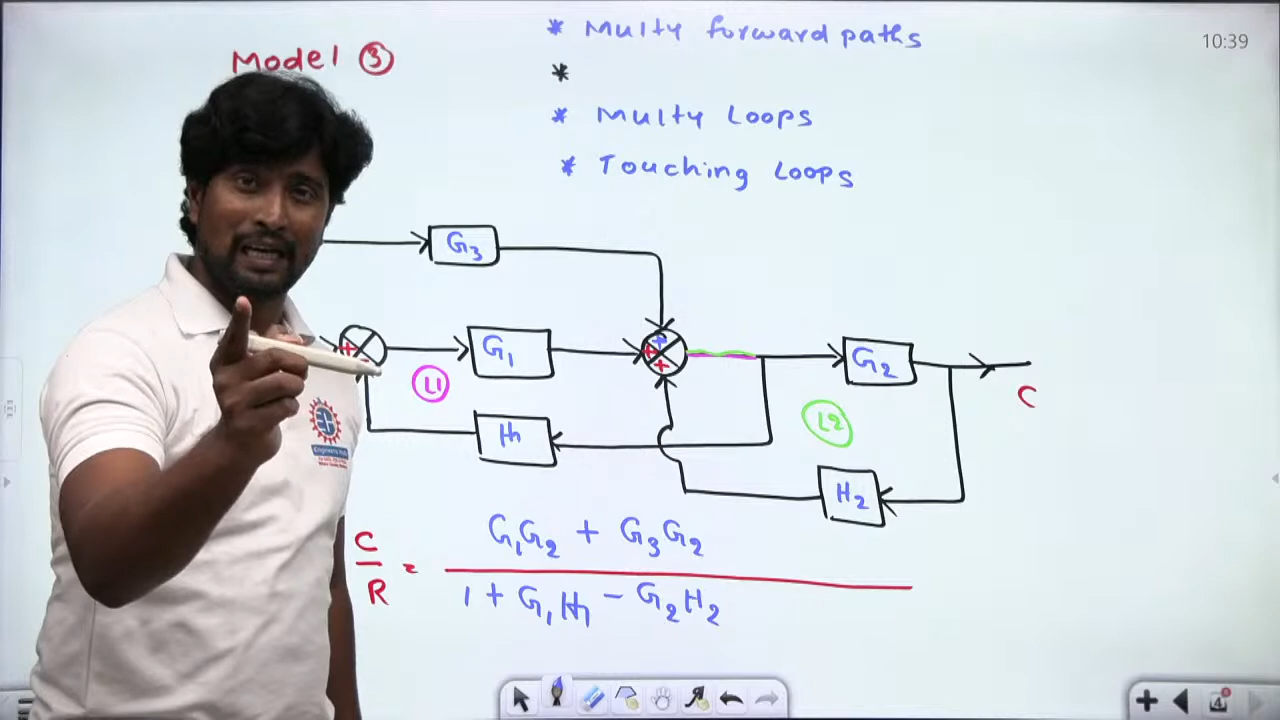 * Multy forward paths
10:39
Model ③
*
* Multy Loops
* Touching Loops
G₃
+ + + +
G₁
G₂
L1
L2
C
H₁
H₂
C/R = G₁G₂ + G₃G₂ / 1 + G₁H₁ - G₂H₂
4